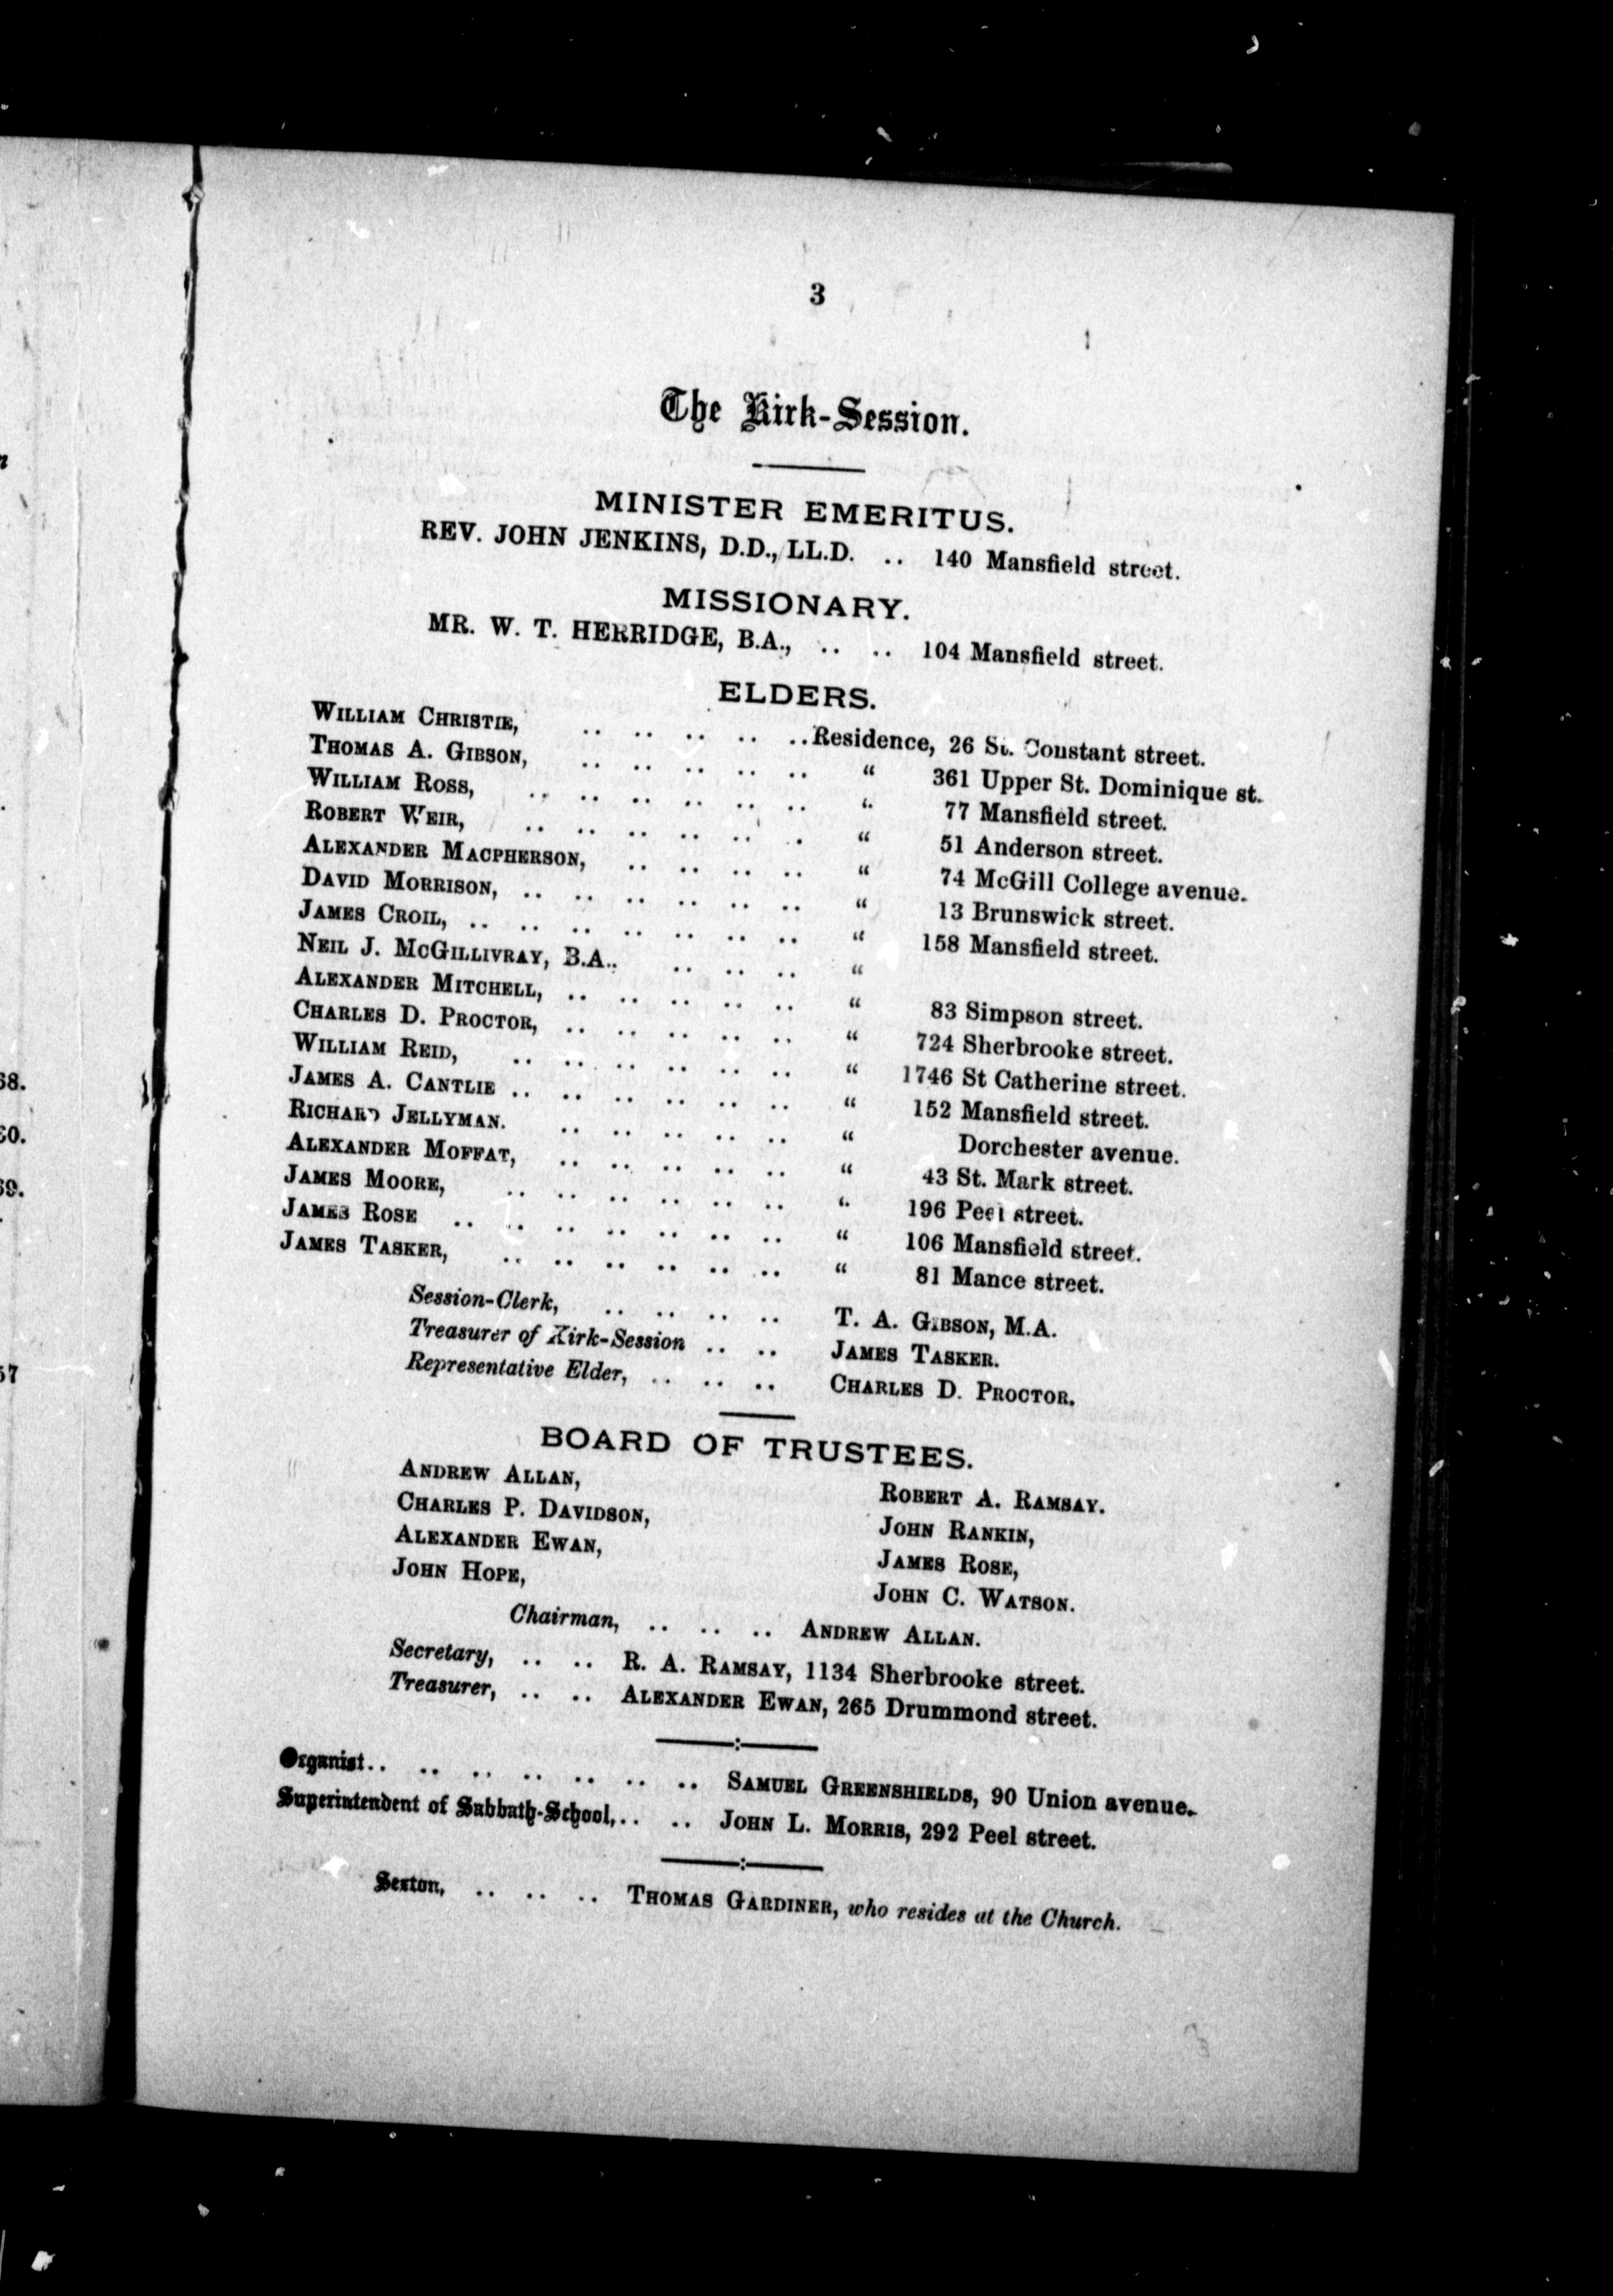 3
The Kirk-Session.
MINISTER EMERITUS.
REV. JOHN JENKINS, D.D., LL.D. .. 140 Mansfield street.
MISSIONARY.
MR. W. T. HERRIDGE, B.A., .. .. 104 Mansfield street.
ELDERS.
WILLIAM CHRISTIE, .. .. .. .. .. Residence, 26 St. Constant street.
THOMAS A. GIBSON, .. .. .. .. .. " 361 Upper St. Dominique st.
WILLIAM ROSS, .. .. .. .. .. .. " 77 Mansfield street.
ROBERT WEIR, .. .. .. .. .. .. " 51 Anderson street.
ALEXANDER MACPHERSON, .. .. .. .. " 74 McGill College avenue.
DAVID MORRISON, .. .. .. .. .. .. " 13 Brunswick street.
JAMES CROIL, .. .. .. .. .. .. .. " 158 Mansfield street.
NEIL J. MCGILLIVRAY, B.A., .. .. .. "
ALEXANDER MITCHELL, .. .. .. .. .. " 83 Simpson street.
CHARLES D. PROCTOR, .. .. .. .. .. " 724 Sherbrooke street.
WILLIAM REID, .. .. .. .. .. .. " 1746 St Catherine street.
JAMES A. CANTLIE .. .. .. .. .. .. " 152 Mansfield street.
RICHARD JELLYMAN. .. .. .. .. .. " Dorchester avenue.
ALEXANDER MOFFAT, .. .. .. .. .. " 43 St. Mark street.
JAMES MOORE, .. .. .. .. .. .. " 196 Peel street.
JAMES ROSE .. .. .. .. .. .. .. " 106 Mansfield street.
JAMES TASKER, .. .. .. .. .. .. " 81 Mance street.
Session-Clerk, .. .. .. .. T. A. GIBSON, M.A.
Treasurer of Kirk-Session .. .. JAMES TASKER.
Representative Elder, .. .. .. CHARLES D. PROCTOR.
BOARD OF TRUSTEES.
ANDREW ALLAN, ROBERT A. RAMSAY.
CHARLES P. DAVIDSON, JOHN RANKIN,
ALEXANDER EWAN, JAMES ROSE,
JOHN HOPE, JOHN C. WATSON.
Chairman, .. .. .. ANDREW ALLAN.
Secretary, .. .. R. A. RAMSAY, 1134 Sherbrooke street.
Treasurer, .. .. ALEXANDER EWAN, 265 Drummond street.
Organist .. .. .. .. .. .. .. SAMUEL GREENSHIELDS, 90 Union avenue.
Superintendent of Sabbath-School, .. .. JOHN L. MORRIS, 292 Peel street.
Sexton, .. .. .. THOMAS GARDINER, who resides at the Church.